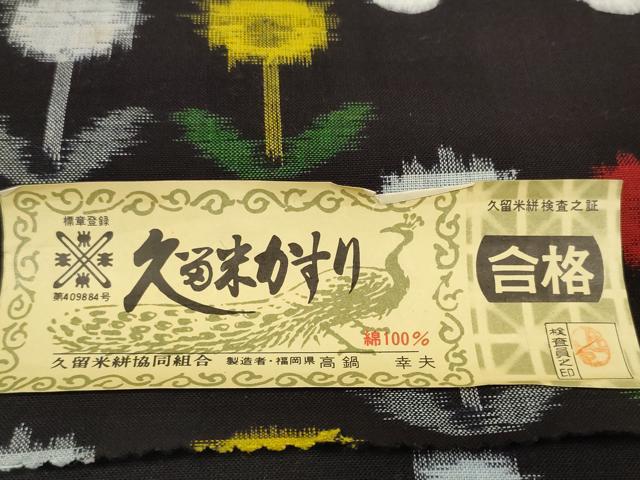 標章登録
第409884号
久留米かすり
綿100%
久留米絣協同組合 製造者・福岡県 高鍋 幸夫
久留米絣検査之証
合格
検査員之印